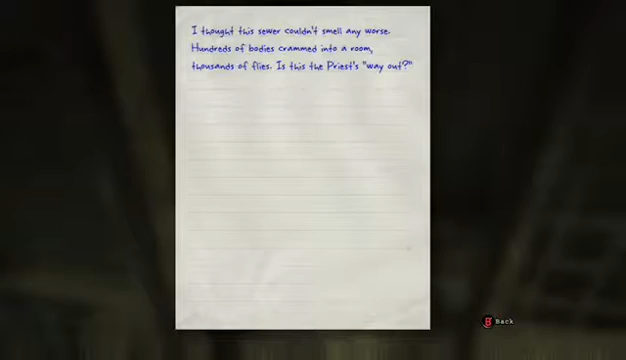 I thought this sewer couldn't smell any worse.
Hundreds of bodies crammed into a room,
thousands of flies. Is this the Priest's "way out?"
B Back